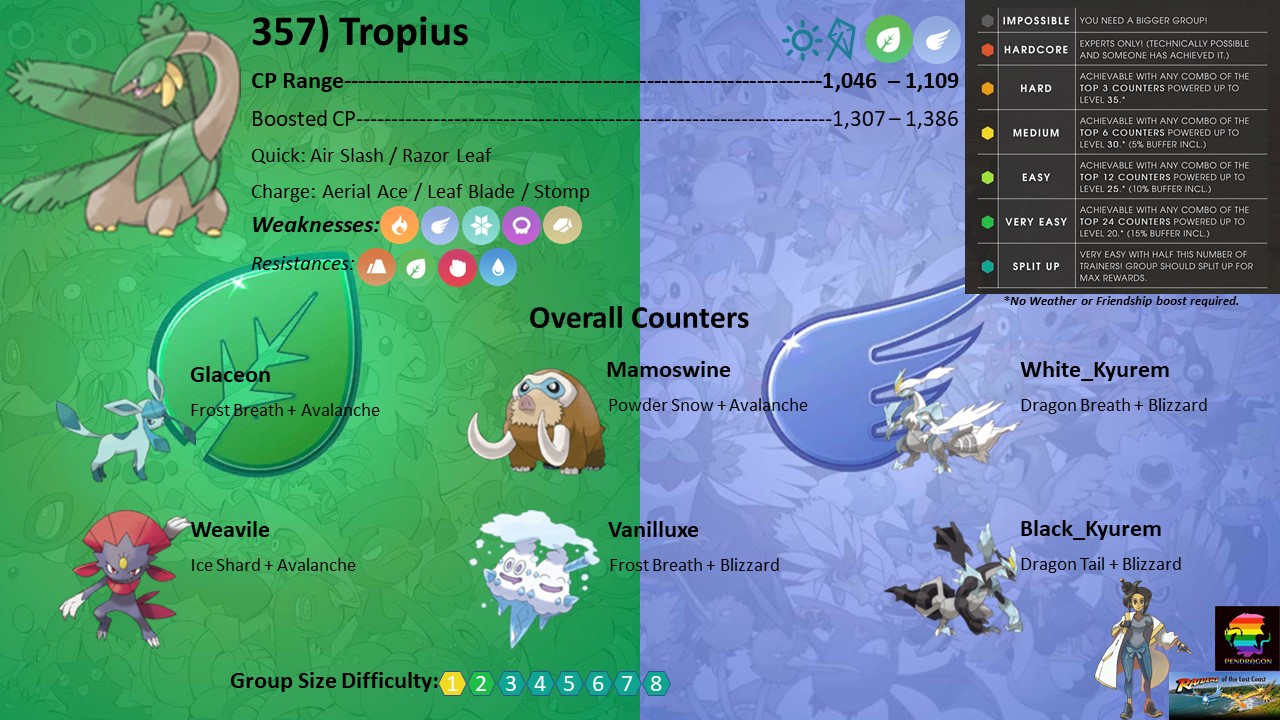 357) Tropius
CP Range--------------------------------------------------------------------1,046 – 1,109
Boosted CP--------------------------------------------------------------------1,307 – 1,386
Quick: Air Slash / Razor Leaf
Charge: Aerial Ace / Leaf Blade / Stomp
Weaknesses:
Resistances:
IMPOSSIBLE YOU NEED A BIGGER GROUP!
HARDCORE EXPERTS ONLY! (TECHNICALLY POSSIBLE
AND SOMEONE HAS ACHIEVED IT.)
HARD ACHIEVABLE WITH ANY COMBO OF THE
TOP 3 COUNTERS POWERED UP TO
LEVEL 35.*
MEDIUM ACHIEVABLE WITH ANY COMBO OF THE
TOP 6 COUNTERS POWERED UP TO
LEVEL 30.* (5% BUFFER INCL.)
EASY ACHIEVABLE WITH ANY COMBO OF THE
TOP 12 COUNTERS POWERED UP TO
LEVEL 25.* (10% BUFFER INCL.)
VERY EASY ACHIEVABLE WITH ANY COMBO OF THE
TOP 24 COUNTERS POWERED UP TO
LEVEL 20.* (15% BUFFER INCL.)
SPLIT UP VERY EASY WITH HALF THIS NUMBER OF
TRAINERS! GROUP SHOULD SPLIT UP FOR
MAX REWARDS.
*No Weather or Friendship boost required.
Overall Counters
Glaceon
Frost Breath + Avalanche
Mamoswine
Powder Snow + Avalanche
White_Kyurem
Dragon Breath + Blizzard
Weavile
Ice Shard + Avalanche
Vanilluxe
Frost Breath + Blizzard
Black_Kyurem
Dragon Tail + Blizzard
Group Size Difficulty: 1 2 3 4 5 6 7 8
PENDRAGON
RAIDERS of the Lost Coast